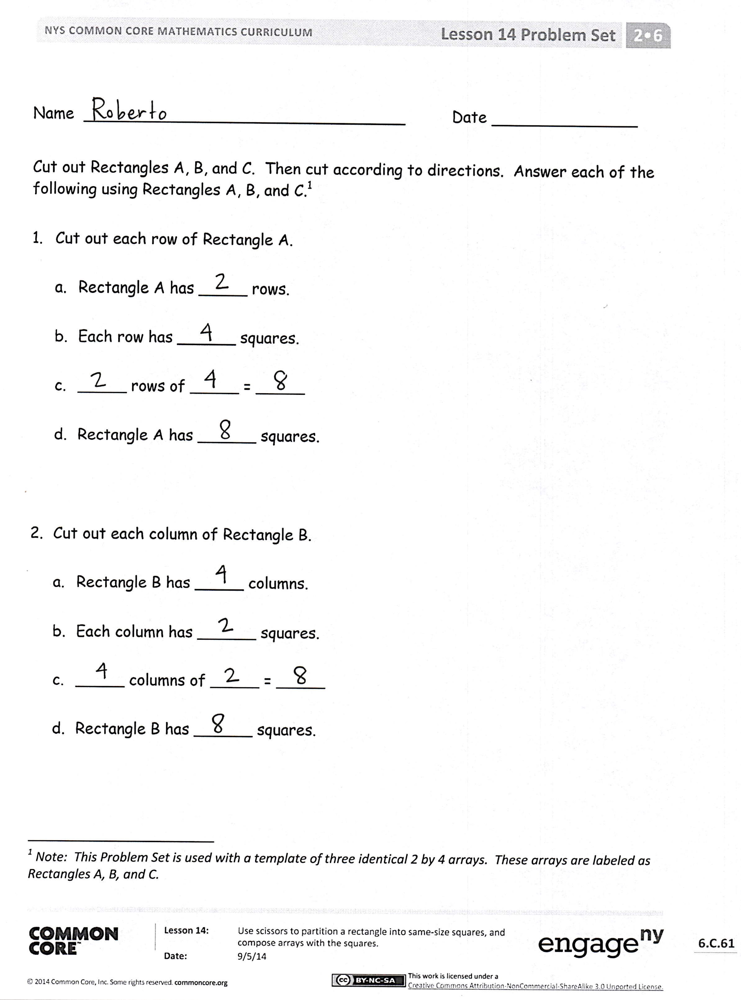 NYS COMMON CORE MATHEMATICS CURRICULUM Lesson 14 Problem Set 2•6
Name Roberto Date
Cut out Rectangles A, B, and C. Then cut according to directions. Answer each of the
following using Rectangles A, B, and C.¹
1. Cut out each row of Rectangle A.
a. Rectangle A has 2 rows.
b. Each row has 4 squares.
c. 2 rows of 4 = 8
d. Rectangle A has 8 squares.
2. Cut out each column of Rectangle B.
a. Rectangle B has 4 columns.
b. Each column has 2 squares.
c. 4 columns of 2 = 8
d. Rectangle B has 8 squares.
¹ Note: This Problem Set is used with a template of three identical 2 by 4 arrays. These arrays are labeled as
Rectangles A, B, and C.
COMMON
CORE™
Lesson 14: Use scissors to partition a rectangle into same-size squares, and
compose arrays with the squares.
Date: 9/5/14
engage ny
6.C.61
© 2014 Common Core, Inc. Some rights reserved. commoncore.org
cc BY-NC-SA
This work is licensed under a
Creative Commons Attribution-NonCommercial-ShareAlike 3.0 Unported License.